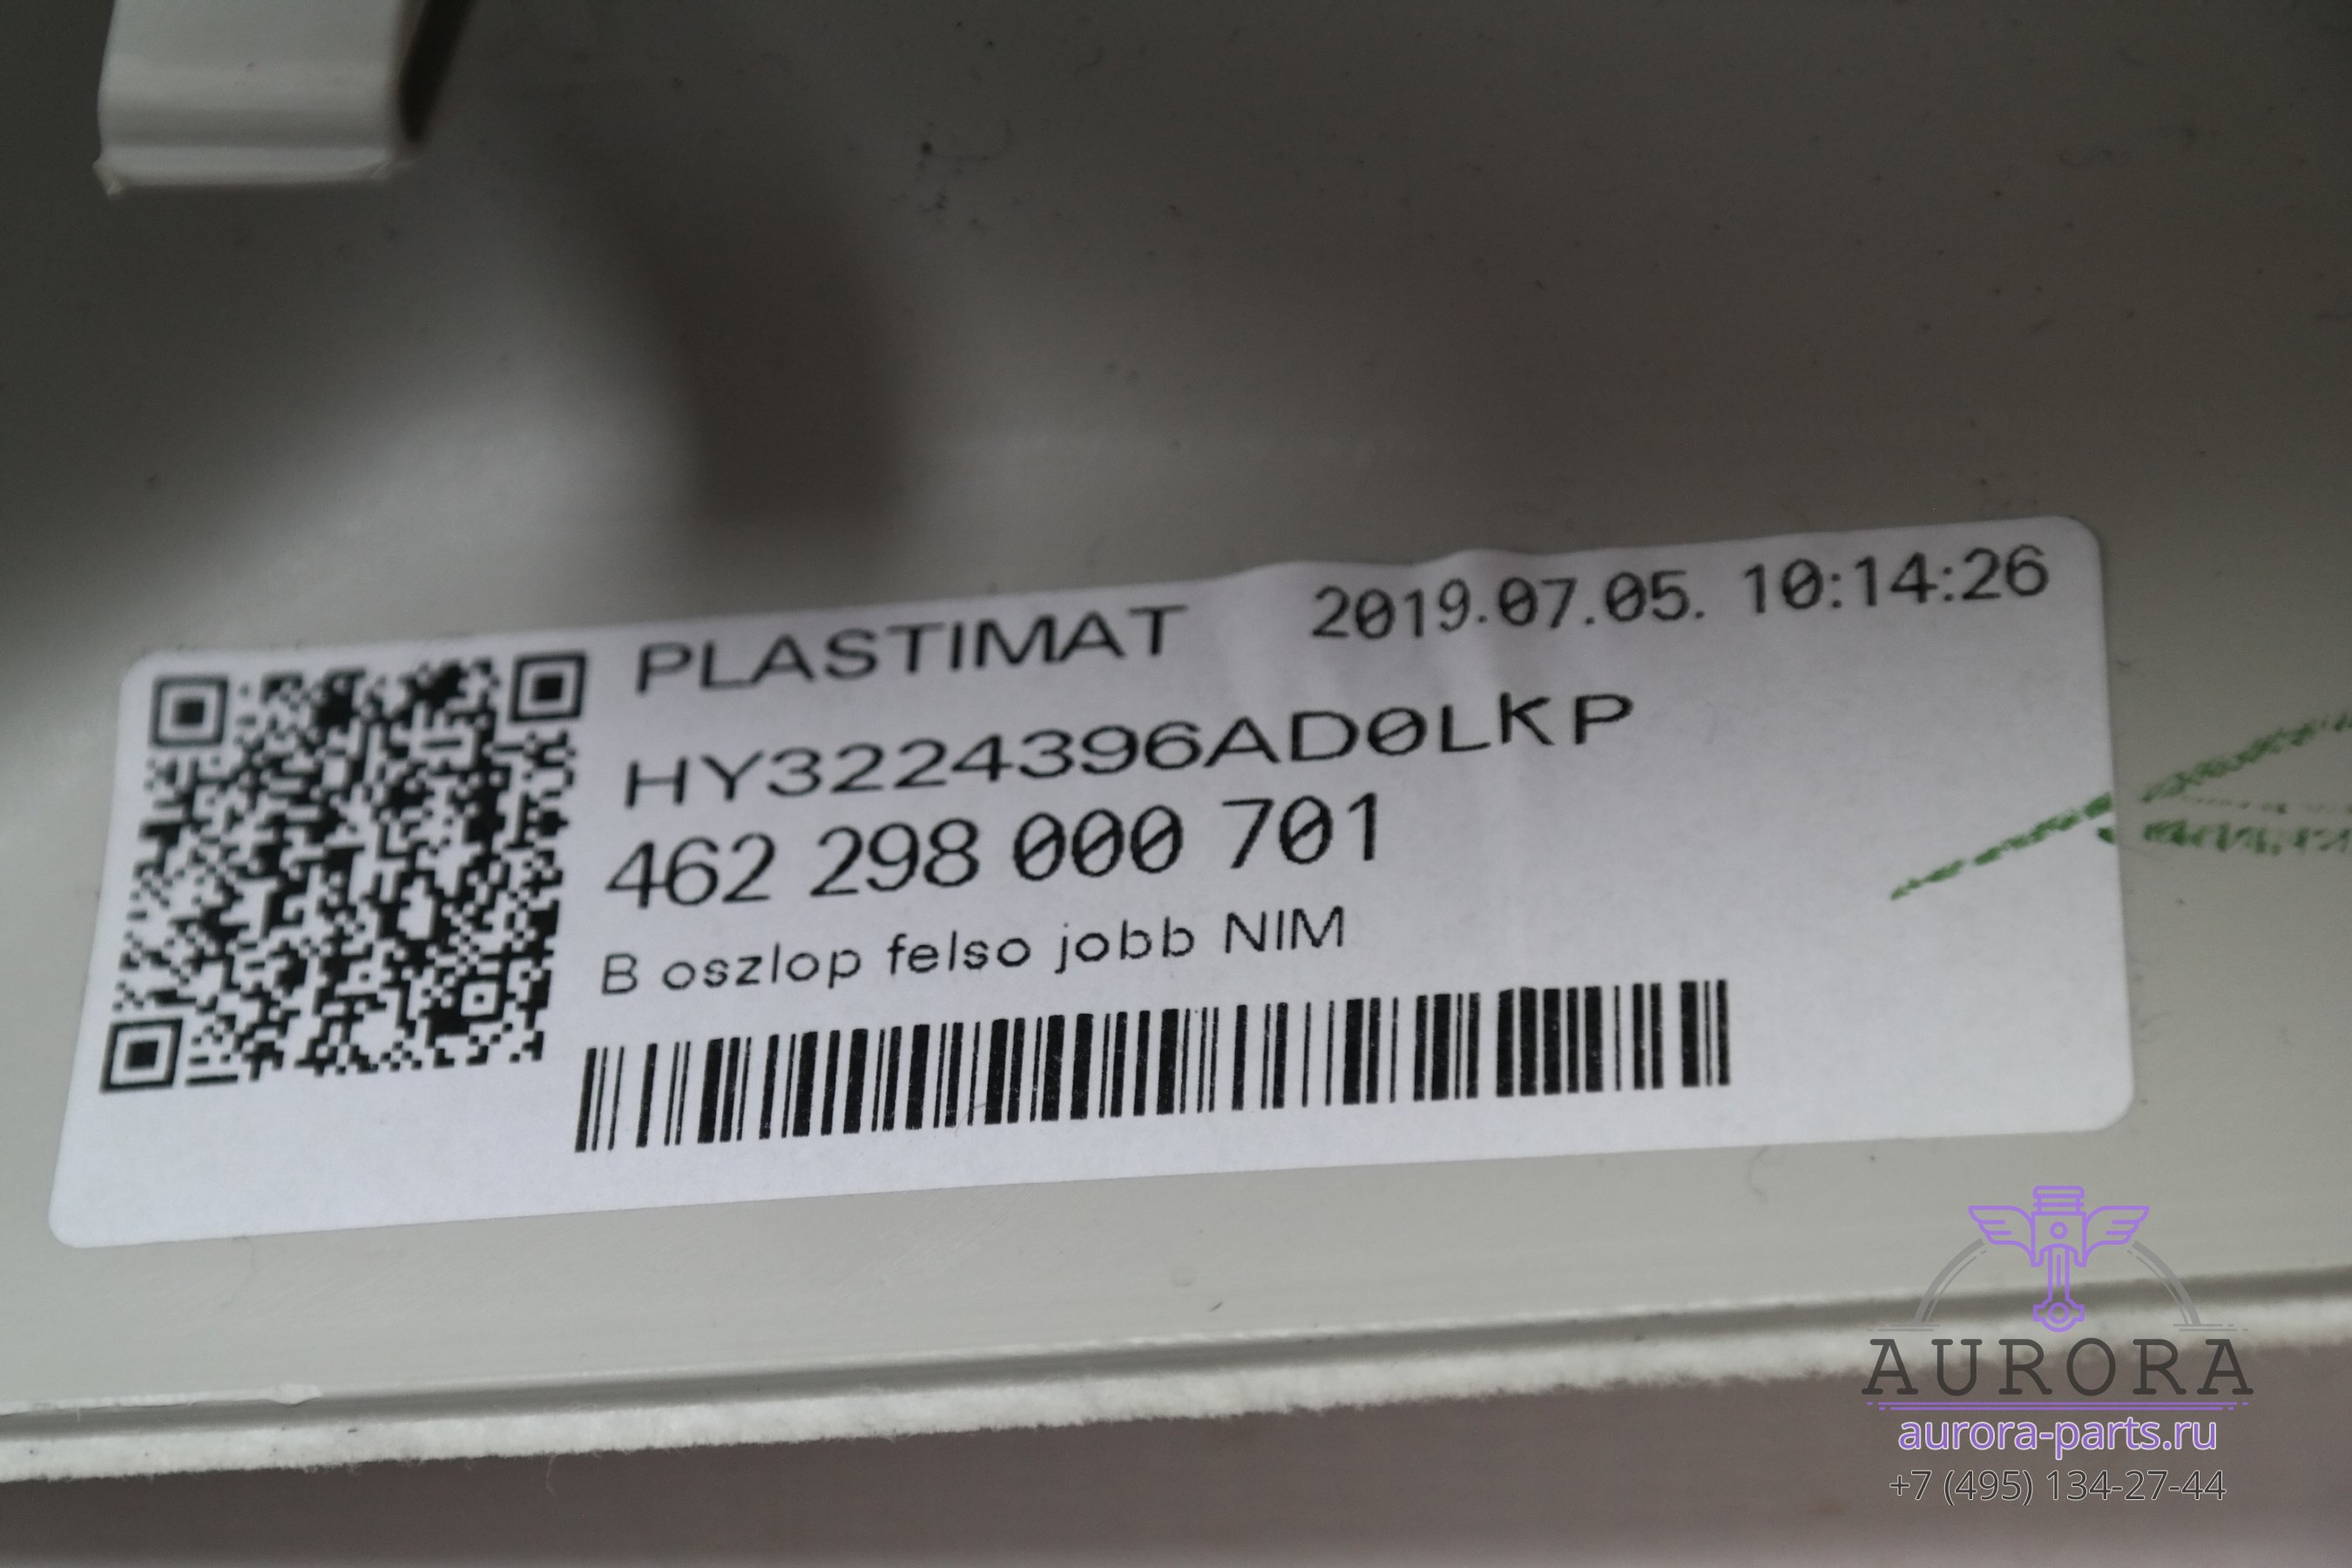 PLASTIMAT 2019.07.05. 10:14:26
HY3224396AD0LKP
462 298 000 701
B oszlop felso jobb NIM
AURORA
aurora-parts.ru
+7 (495) 134-27-44